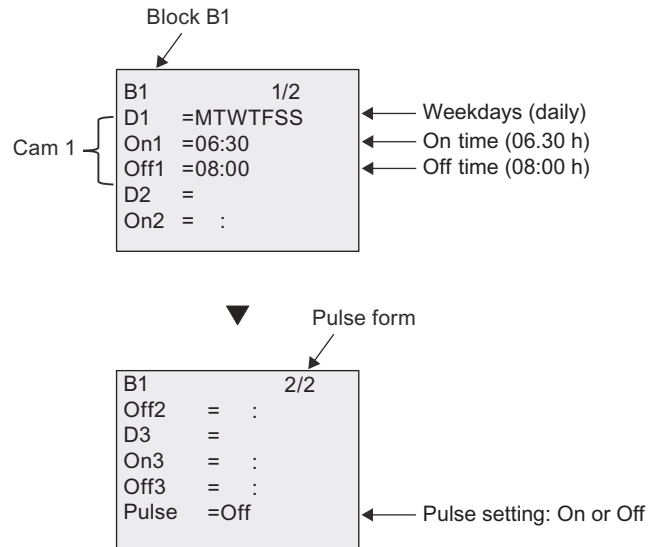 Block B1
B1 1/2
D1 =MTWTFSS
On1 =06:30
Off1 =08:00
D2 =
On2 = :
Cam 1
Weekdays (daily)
On time (06.30 h)
Off time (08:00 h)
Pulse form
B1 2/2
Off2 = :
D3 =
On3 = :
Off3 = :
Pulse =Off
Pulse setting: On or Off